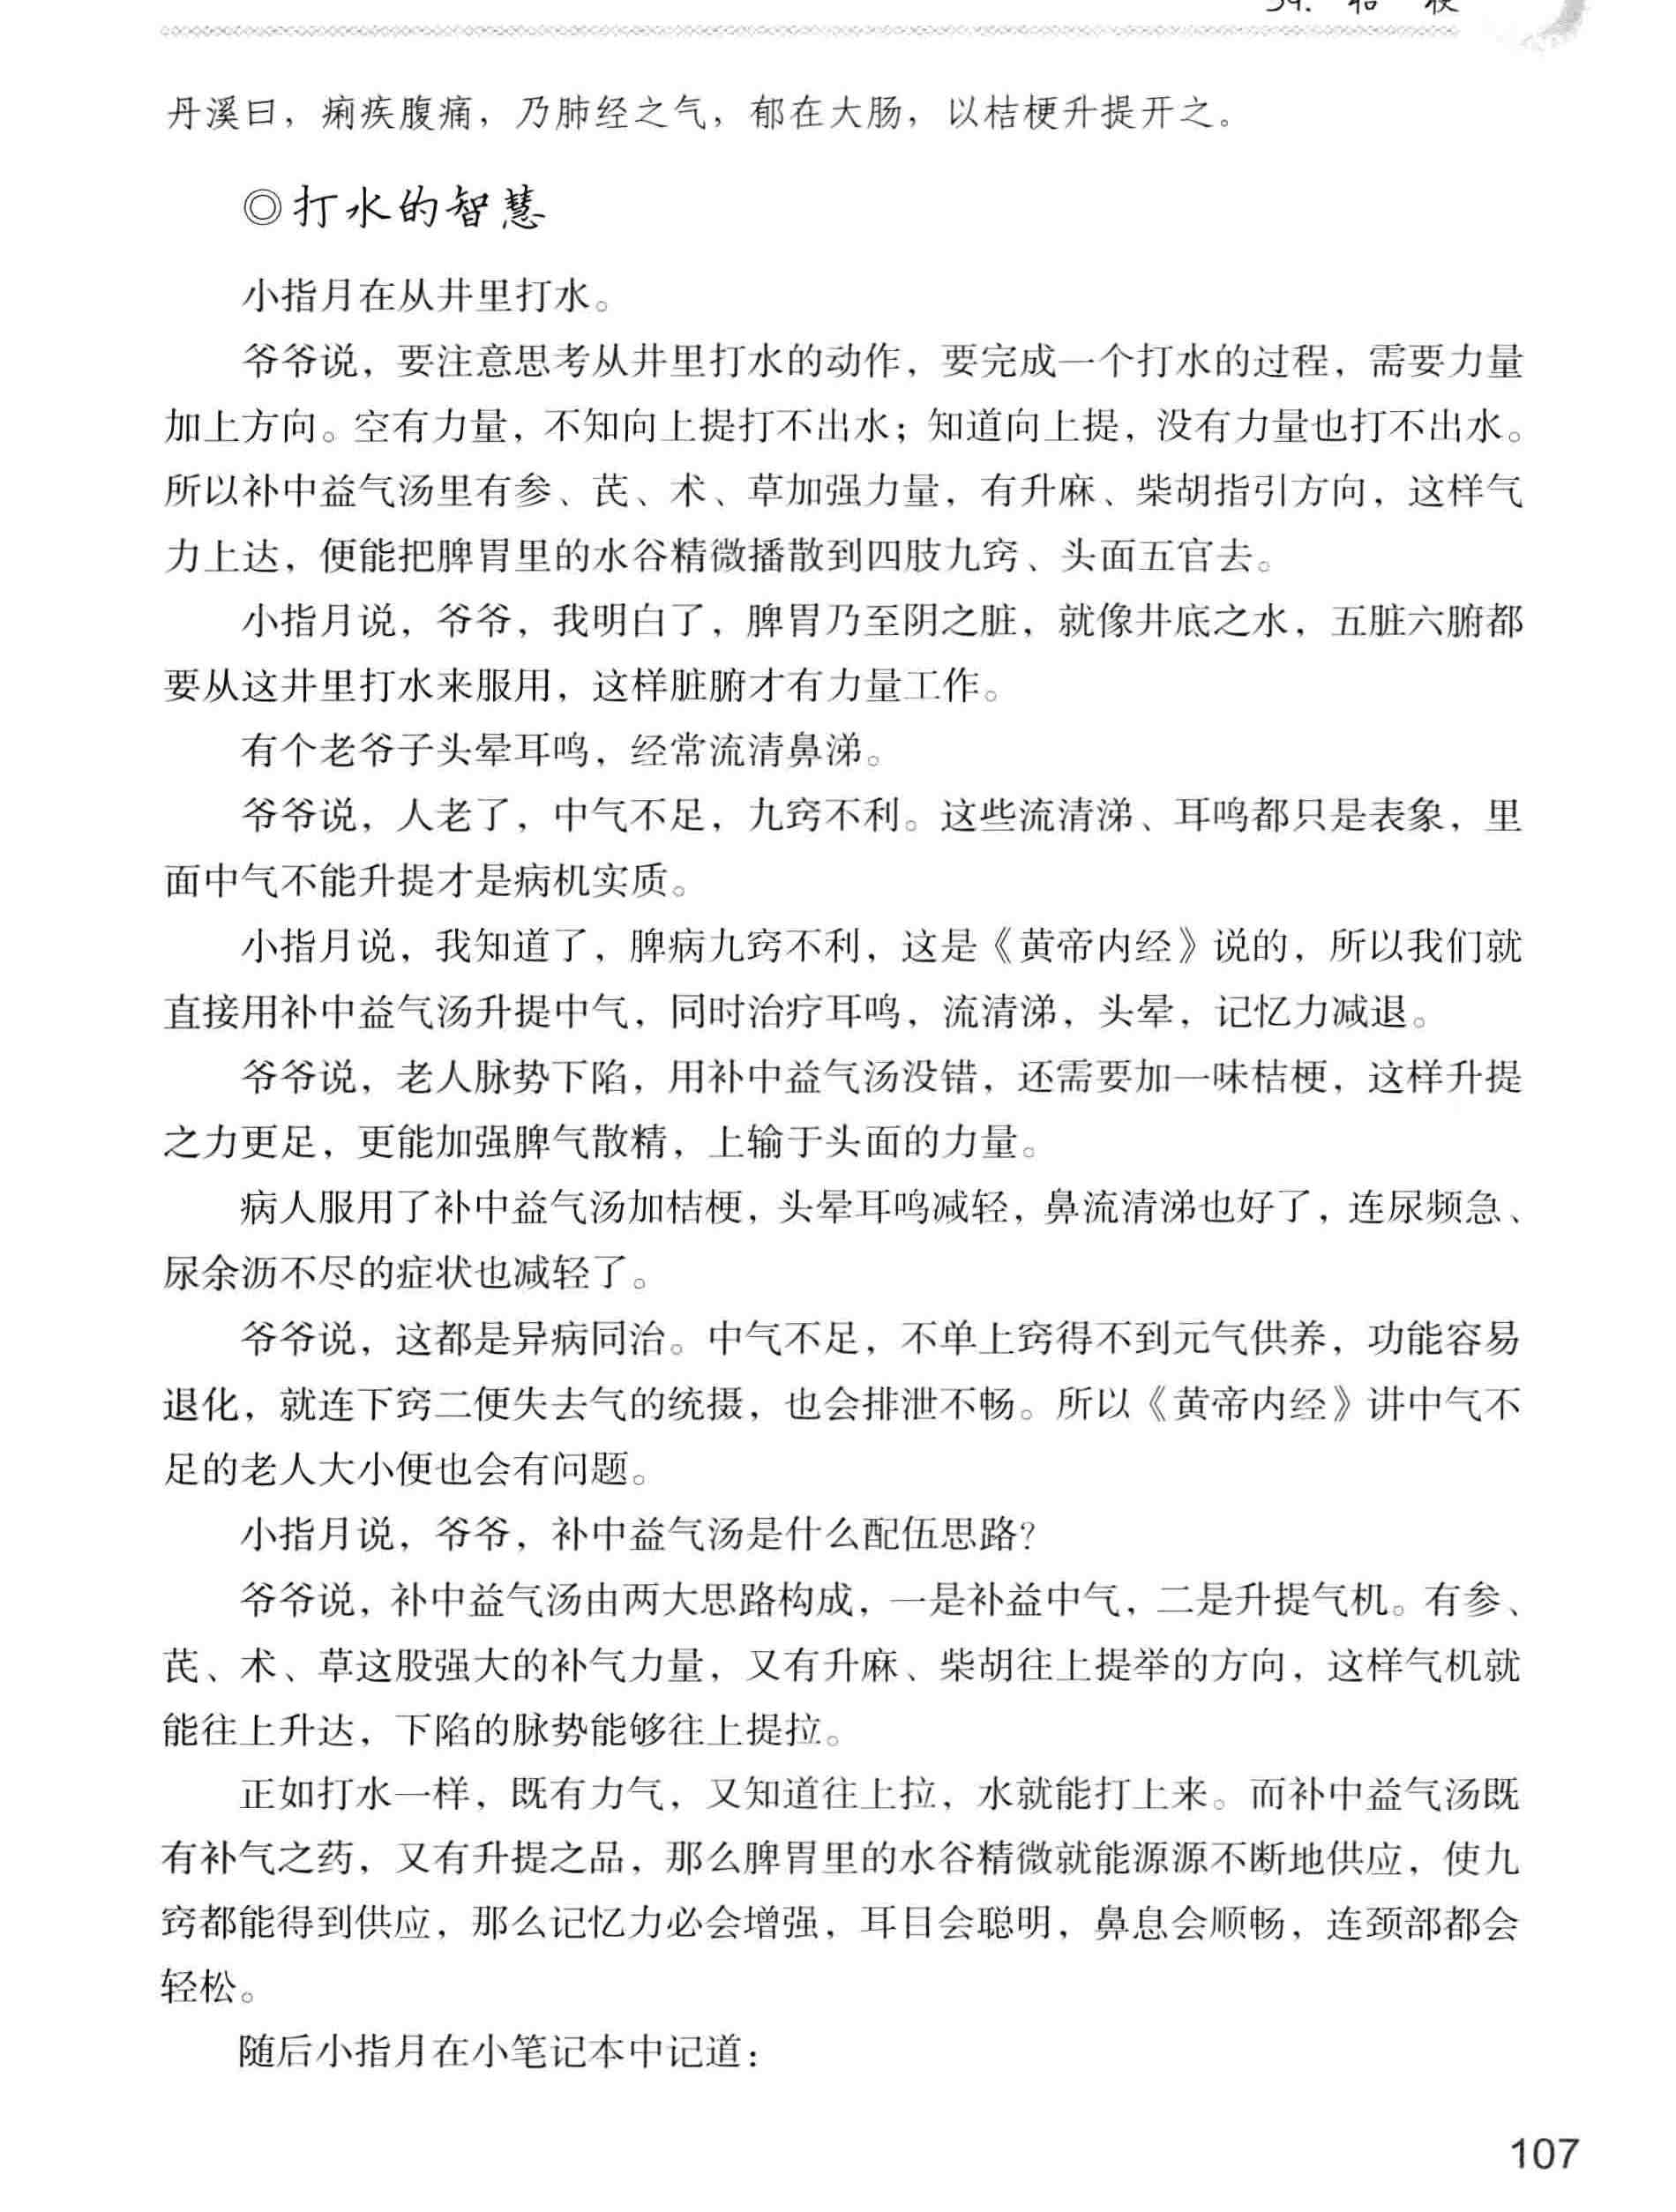 丹溪曰，痢疾腹痛，乃肺经之气，郁在大肠，以桔梗升提开之。
◎打水的智慧
小指月在从井里打水。
爷爷说，要注意思考从井里打水的动作，要完成一个打水的过程，需要力量
加上方向。空有力量，不知向上提打不出水；知道向上提，没有力量也打不出水。
所以补中益气汤里有参、芪、术、草加强力量，有升麻、柴胡指引方向，这样气
力上达，便能把脾胃里的水谷精微播散到四肢九窍、头面五官去。
小指月说，爷爷，我明白了，脾胃乃至阴之脏，就像井底之水，五脏六腑都
要从这井里打水来服用，这样脏腑才有力量工作。
有个老爷子头晕耳鸣，经常流清鼻涕。
爷爷说，人老了，中气不足，九窍不利。这些流清涕、耳鸣都只是表象，里
面中气不能升提才是病机实质。
小指月说，我知道了，脾病九窍不利，这是《黄帝内经》说的，所以我们就
直接用补中益气汤升提中气，同时治疗耳鸣，流清涕，头晕，记忆力减退。
爷爷说，老人脉势下陷，用补中益气汤没错，还需要加一味桔梗，这样升提
之力更足，更能加强脾气散精，上输于头面的力量。
病人服用了补中益气汤加桔梗，头晕耳鸣减轻，鼻流清涕也好了，连尿频急、
尿余沥不尽的症状也减轻了。
爷爷说，这都是异病同治。中气不足，不单上窍得不到元气供养，功能容易
退化，就连下窍二便失去气的统摄，也会排泄不畅。所以《黄帝内经》讲中气不
足的老人大小便也会有问题。
小指月说，爷爷，补中益气汤是什么配伍思路？
爷爷说，补中益气汤由两大思路构成，一是补益中气，二是升提气机。有参、
芪、术、草这股强大的补气力量，又有升麻、柴胡往上提举的方向，这样气机就
能往上升达，下陷的脉势能够往上提拉。
正如打水一样，既有力气，又知道往上拉，水就能打上来。而补中益气汤既
有补气之药，又有升提之品，那么脾胃里的水谷精微就能源源不断地供应，使九
窍都能得到供应，那么记忆力必会增强，耳目会聪明，鼻息会顺畅，连颈部都会
轻松。
随后小指月在小笔记本中记道：
107